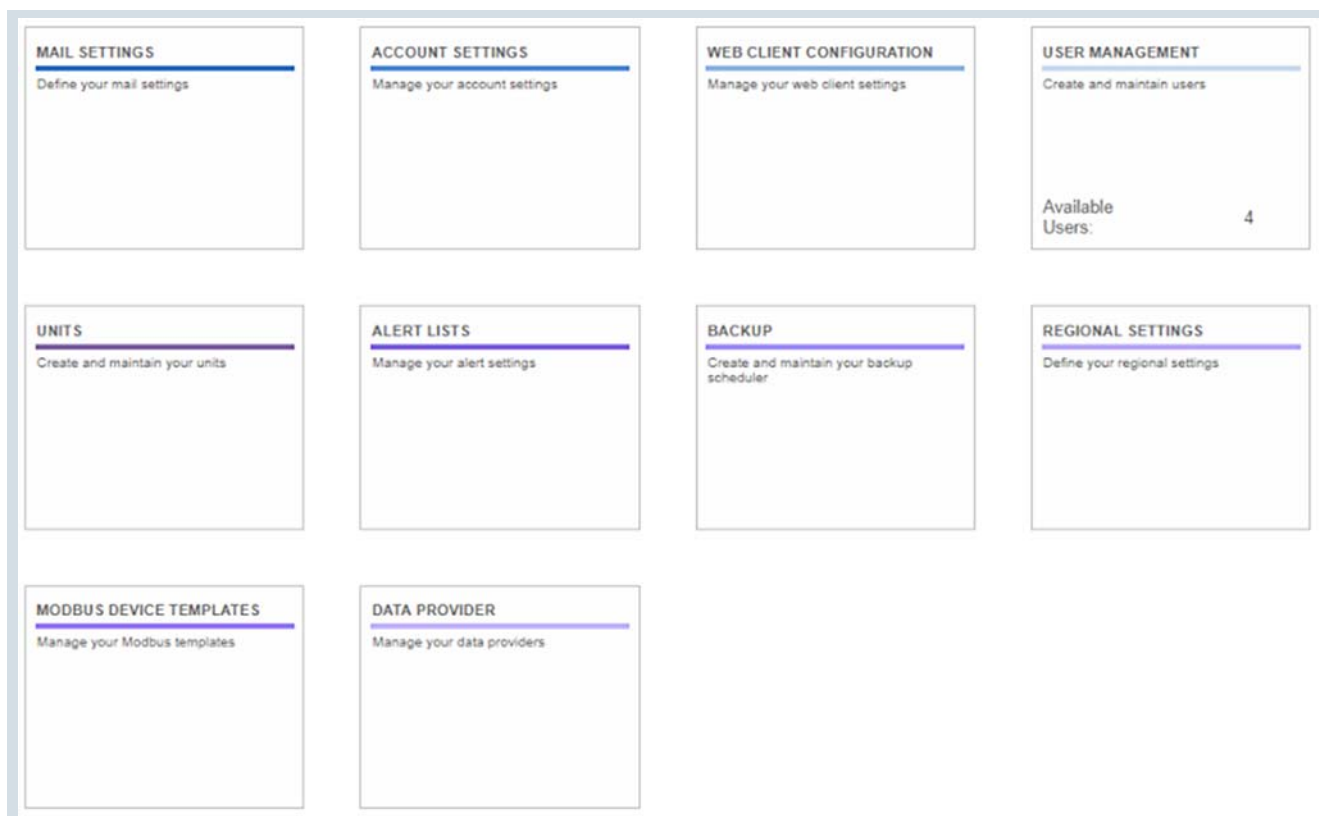 MAIL SETTINGS
Define your mail settings
ACCOUNT SETTINGS
Manage your account settings
WEB CLIENT CONFIGURATION
Manage your web client settings
USER MANAGEMENT
Create and maintain users
Available
Users:
4
UNITS
Create and maintain your units
ALERT LISTS
Manage your alert settings
BACKUP
Create and maintain your backup
scheduler
REGIONAL SETTINGS
Define your regional settings
MODBUS DEVICE TEMPLATES
Manage your Modbus templates
DATA PROVIDER
Manage your data providers